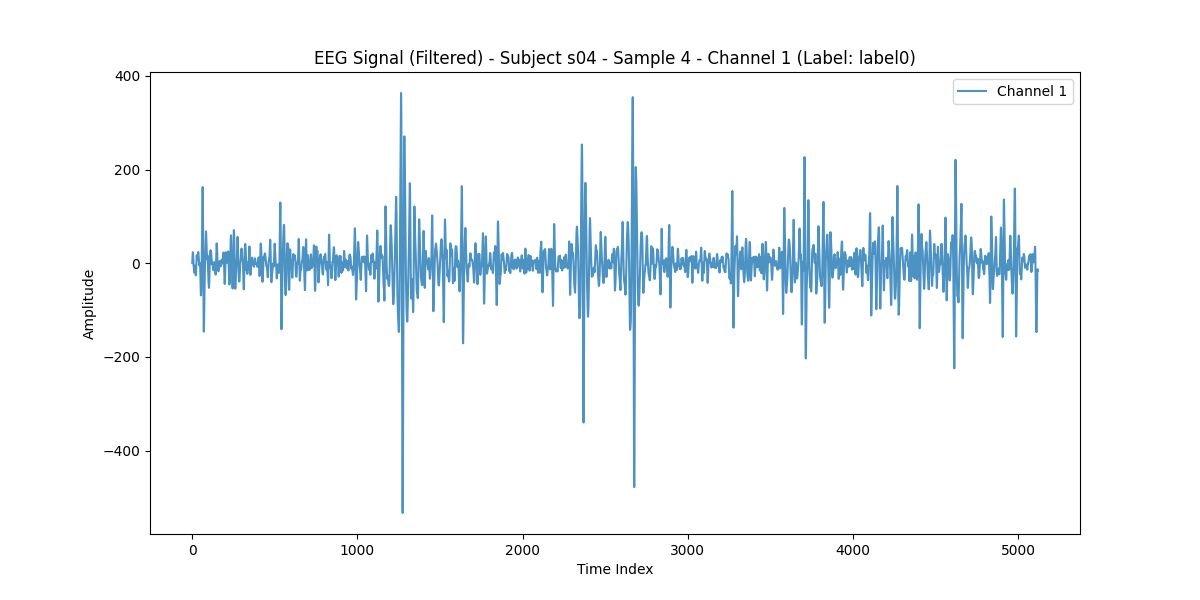 EEG Signal (Filtered) - Subject s04 - Sample 4 - Channel 1 (Label: label0)
Channel 1
400
200
0
−200
−400
Amplitude
0 1000 2000 3000 4000 5000
Time Index